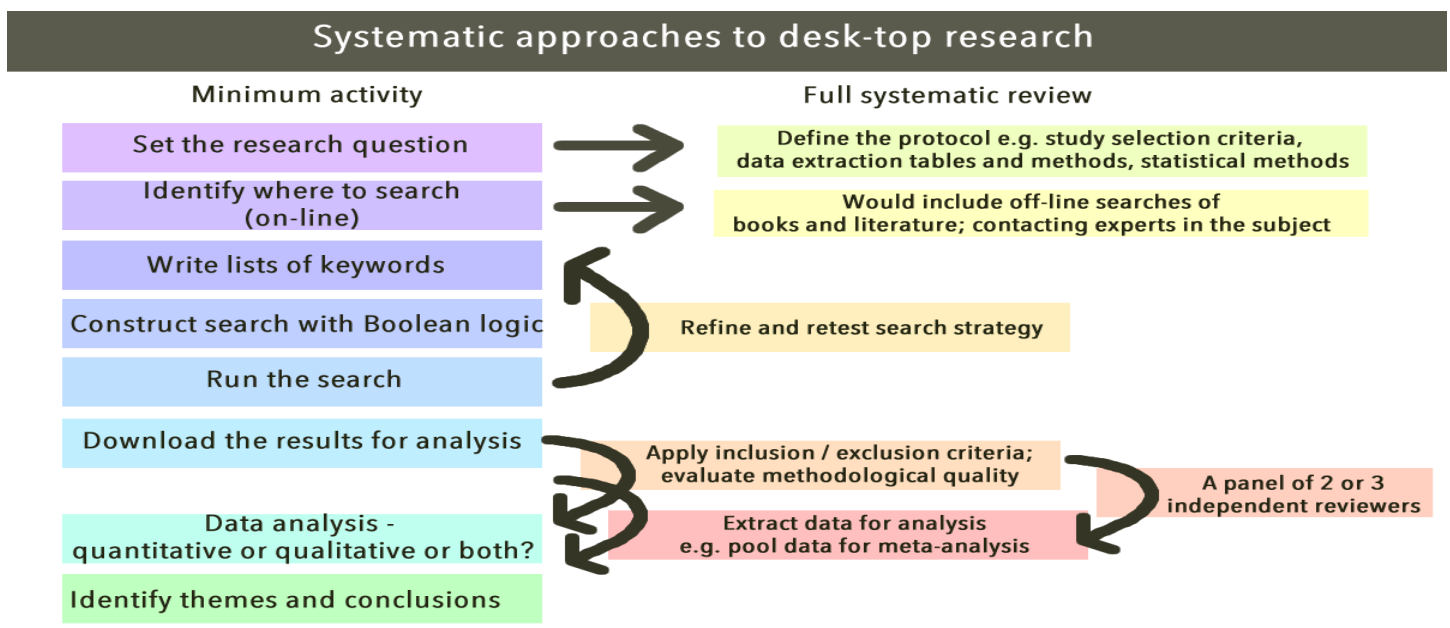 Systematic approaches to desk-top research
Minimum activity
Full systematic review
Set the research question
Define the protocol e.g. study selection criteria,
data extraction tables and methods, statistical methods
Identify where to search
(on-line)
Would include off-line searches of
books and literature; contacting experts in the subject
Write lists of keywords
Construct search with Boolean logic
Refine and retest search strategy
Run the search
Download the results for analysis
Apply inclusion / exclusion criteria;
evaluate methodological quality
A panel of 2 or 3
independent reviewers
Data analysis -
quantitative or qualitative or both?
Extract data for analysis
e.g. pool data for meta-analysis
Identify themes and conclusions